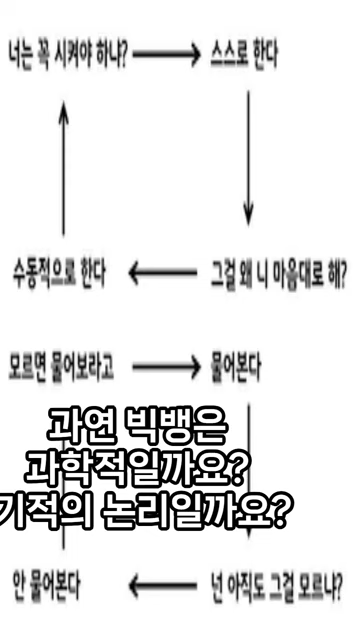 너는 꼭 시켜야 하냐? 스스로 한다
수동적으로 한다 그걸 왜 니 마음대로 해?
모르면 물어보라고 물어본다
과연 빅뱅은
과학적일까요?
기적의 논리일까요?
안 물어본다 넌 아직도 그걸 모르냐?